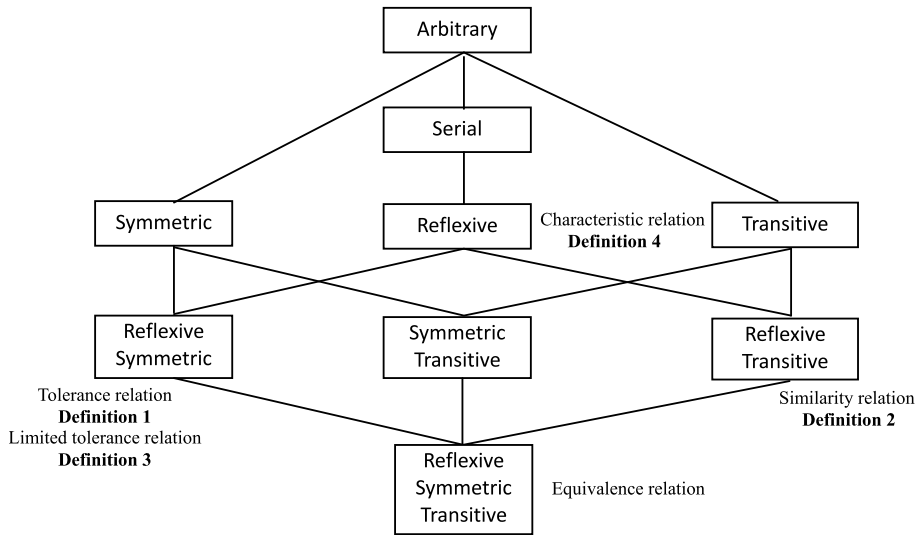 Arbitrary
Serial
Symmetric
Reflexive
Characteristic relation
Definition 4
Transitive
Reflexive
Symmetric
Symmetric
Transitive
Reflexive
Transitive
Tolerance relation
Definition 1
Limited tolerance relation
Definition 3
Similarity relation
Definition 2
Reflexive
Symmetric
Transitive
Equivalence relation